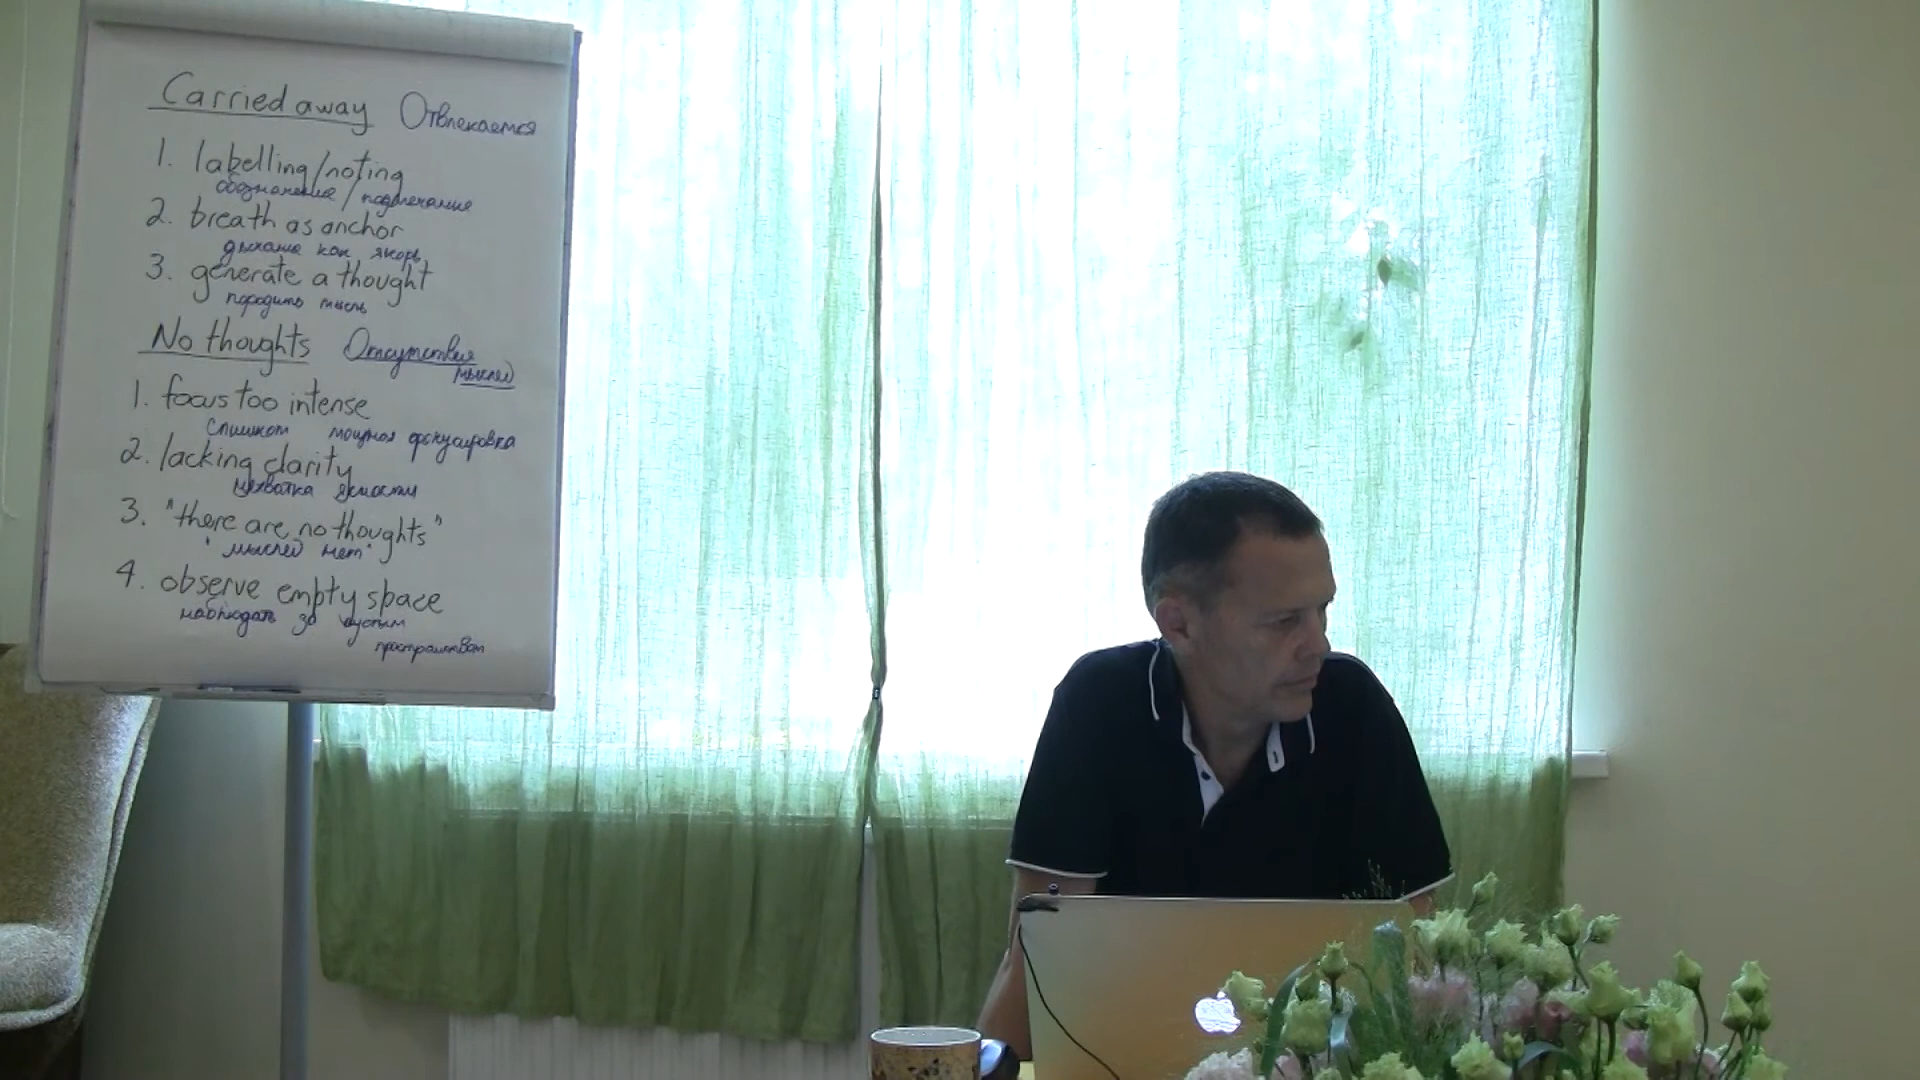 Carried away Отвлекаемся
1. labelling/noting
обозначение / подмечание
2. breath as anchor
дыхание как якорь
3. generate a thought
породить мысль
No thoughts Отсутствия
мыслей
1. focus too intense
слишком мощная фокусировка
2. lacking clarity
нехватка ясности
3. "there are no thoughts"
"мыслей нет"
4. observe empty space
наблюдать за пустым
пространством